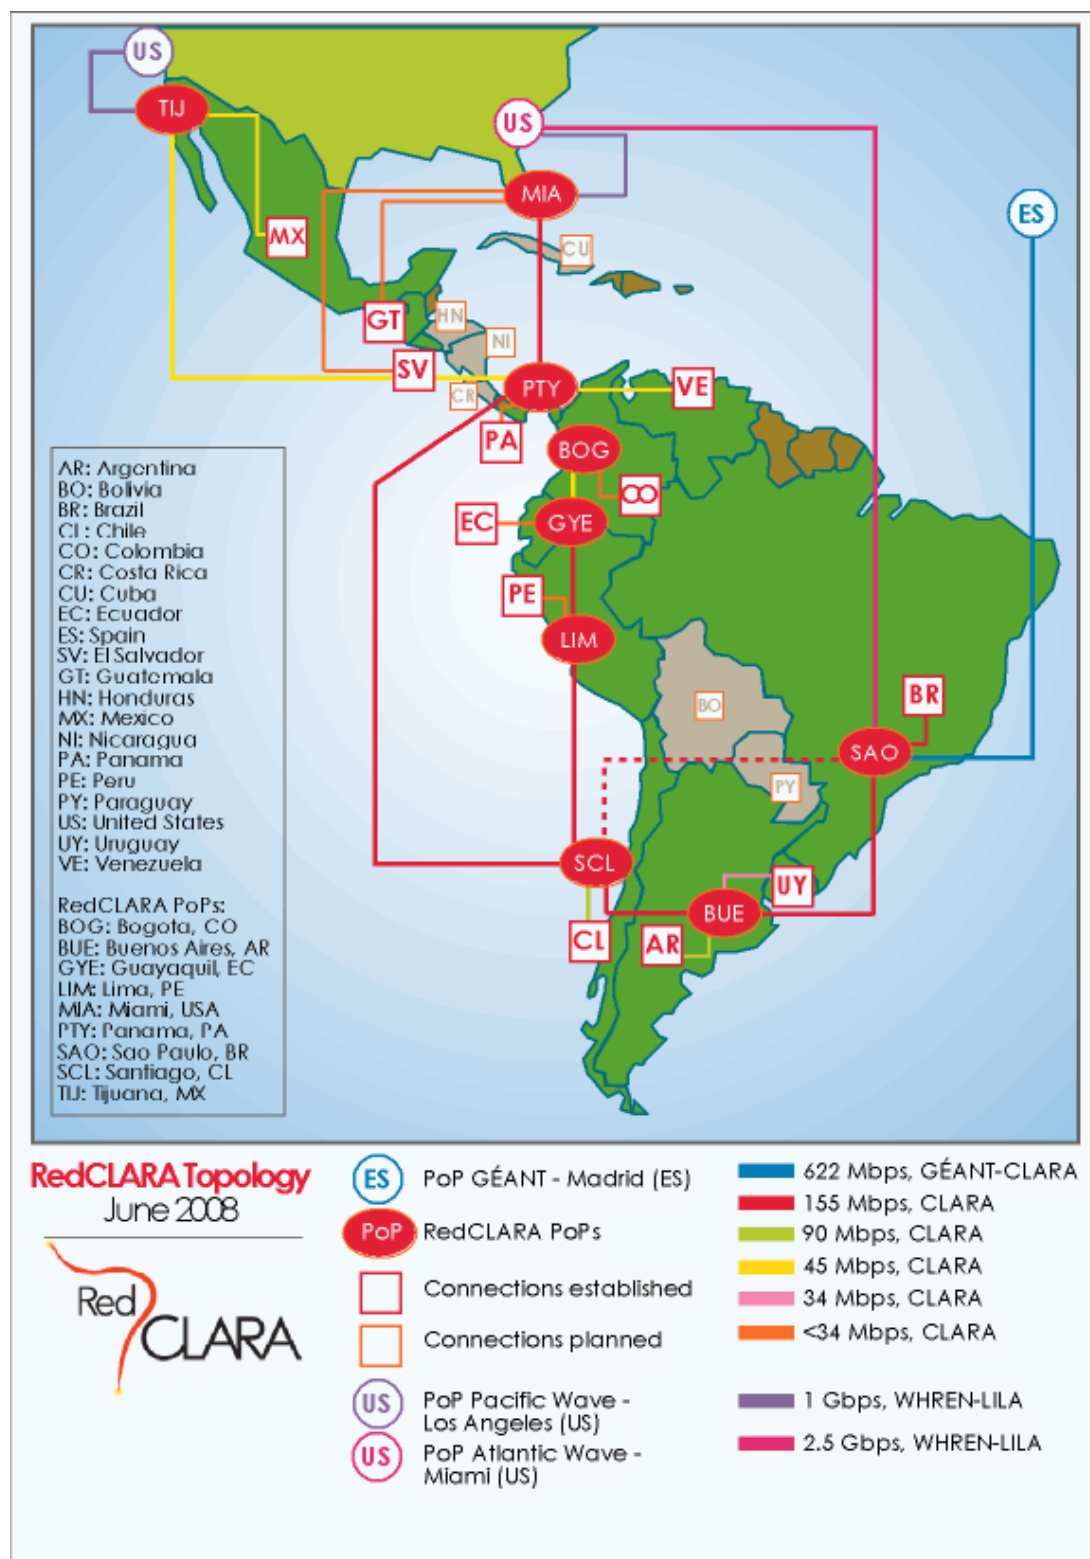 US
TIJ
US
MIA
ES
MX
CU
GT
HN
NI
SV
CR
PTY
VE
PA
BOG
CO
EC
GYE
PE
LIM
BO
BR
SAO
PY
SCL
UY
BUE
CL
AR
AR: Argentina
BO: Bolivia
BR: Brazil
CL: Chile
CO: Colombia
CR: Costa Rica
CU: Cuba
EC: Ecuador
ES: Spain
SV: El Salvador
GT: Guatemala
HN: Honduras
MX: Mexico
NI: Nicaragua
PA: Panama
PE: Peru
PY: Paraguay
US: United States
UY: Uruguay
VE: Venezuela
RedCLARA PoPs:
BOG: Bogota, CO
BUE: Buenos Aires, AR
GYE: Guayaquil, EC
LIM: Lima, PE
MIA: Miami, USA
PTY: Panama, PA
SAO: Sao Paulo, BR
SCL: Santiago, CL
TIJ: Tijuana, MX
RedCLARA Topology
June 2008
Red
CLARA
ES PoP GÉANT - Madrid (ES)
PoP RedCLARA PoPs
Connections established
Connections planned
US PoP Pacific Wave -
Los Angeles (US)
US PoP Atlantic Wave -
Miami (US)
622 Mbps, GÉANT-CLARA
155 Mbps, CLARA
90 Mbps, CLARA
45 Mbps, CLARA
34 Mbps, CLARA
<34 Mbps, CLARA
1 Gbps, WHREN-LILA
2.5 Gbps, WHREN-LILA